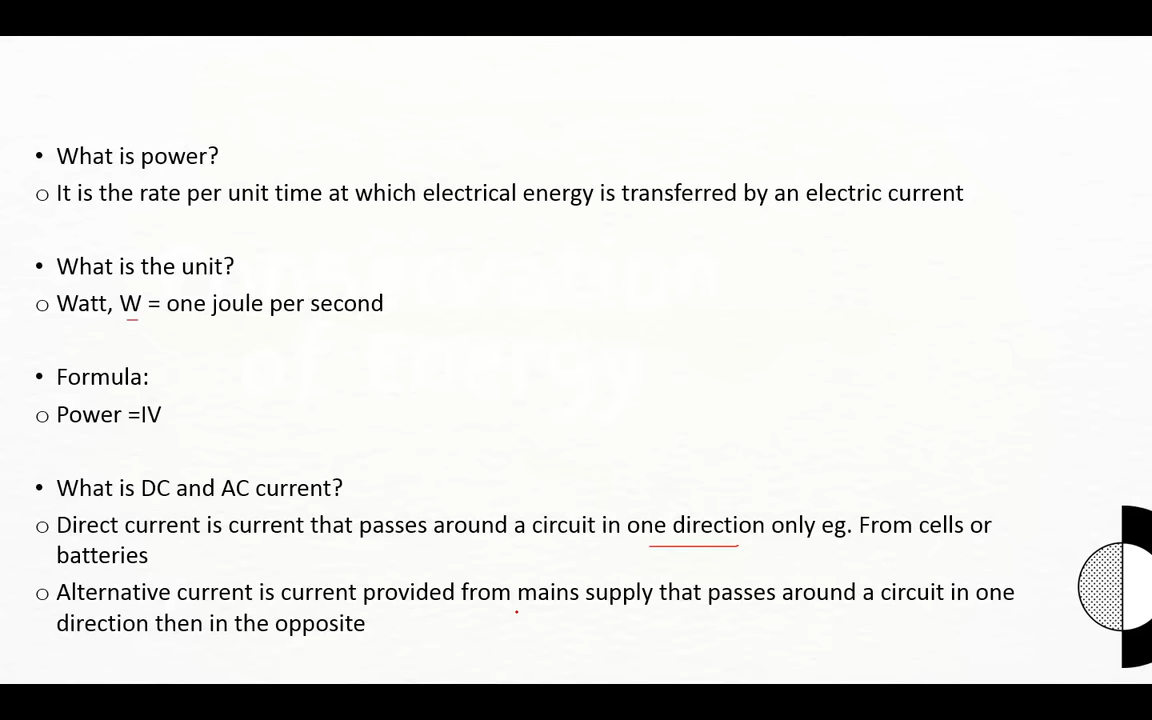 • What is power?
o It is the rate per unit time at which electrical energy is transferred by an electric current
• What is the unit?
o Watt, W = one joule per second
• Formula:
o Power =IV
• What is DC and AC current?
o Direct current is current that passes around a circuit in one direction only eg. From cells or
batteries
o Alternative current is current provided from mains supply that passes around a circuit in one
direction then in the opposite